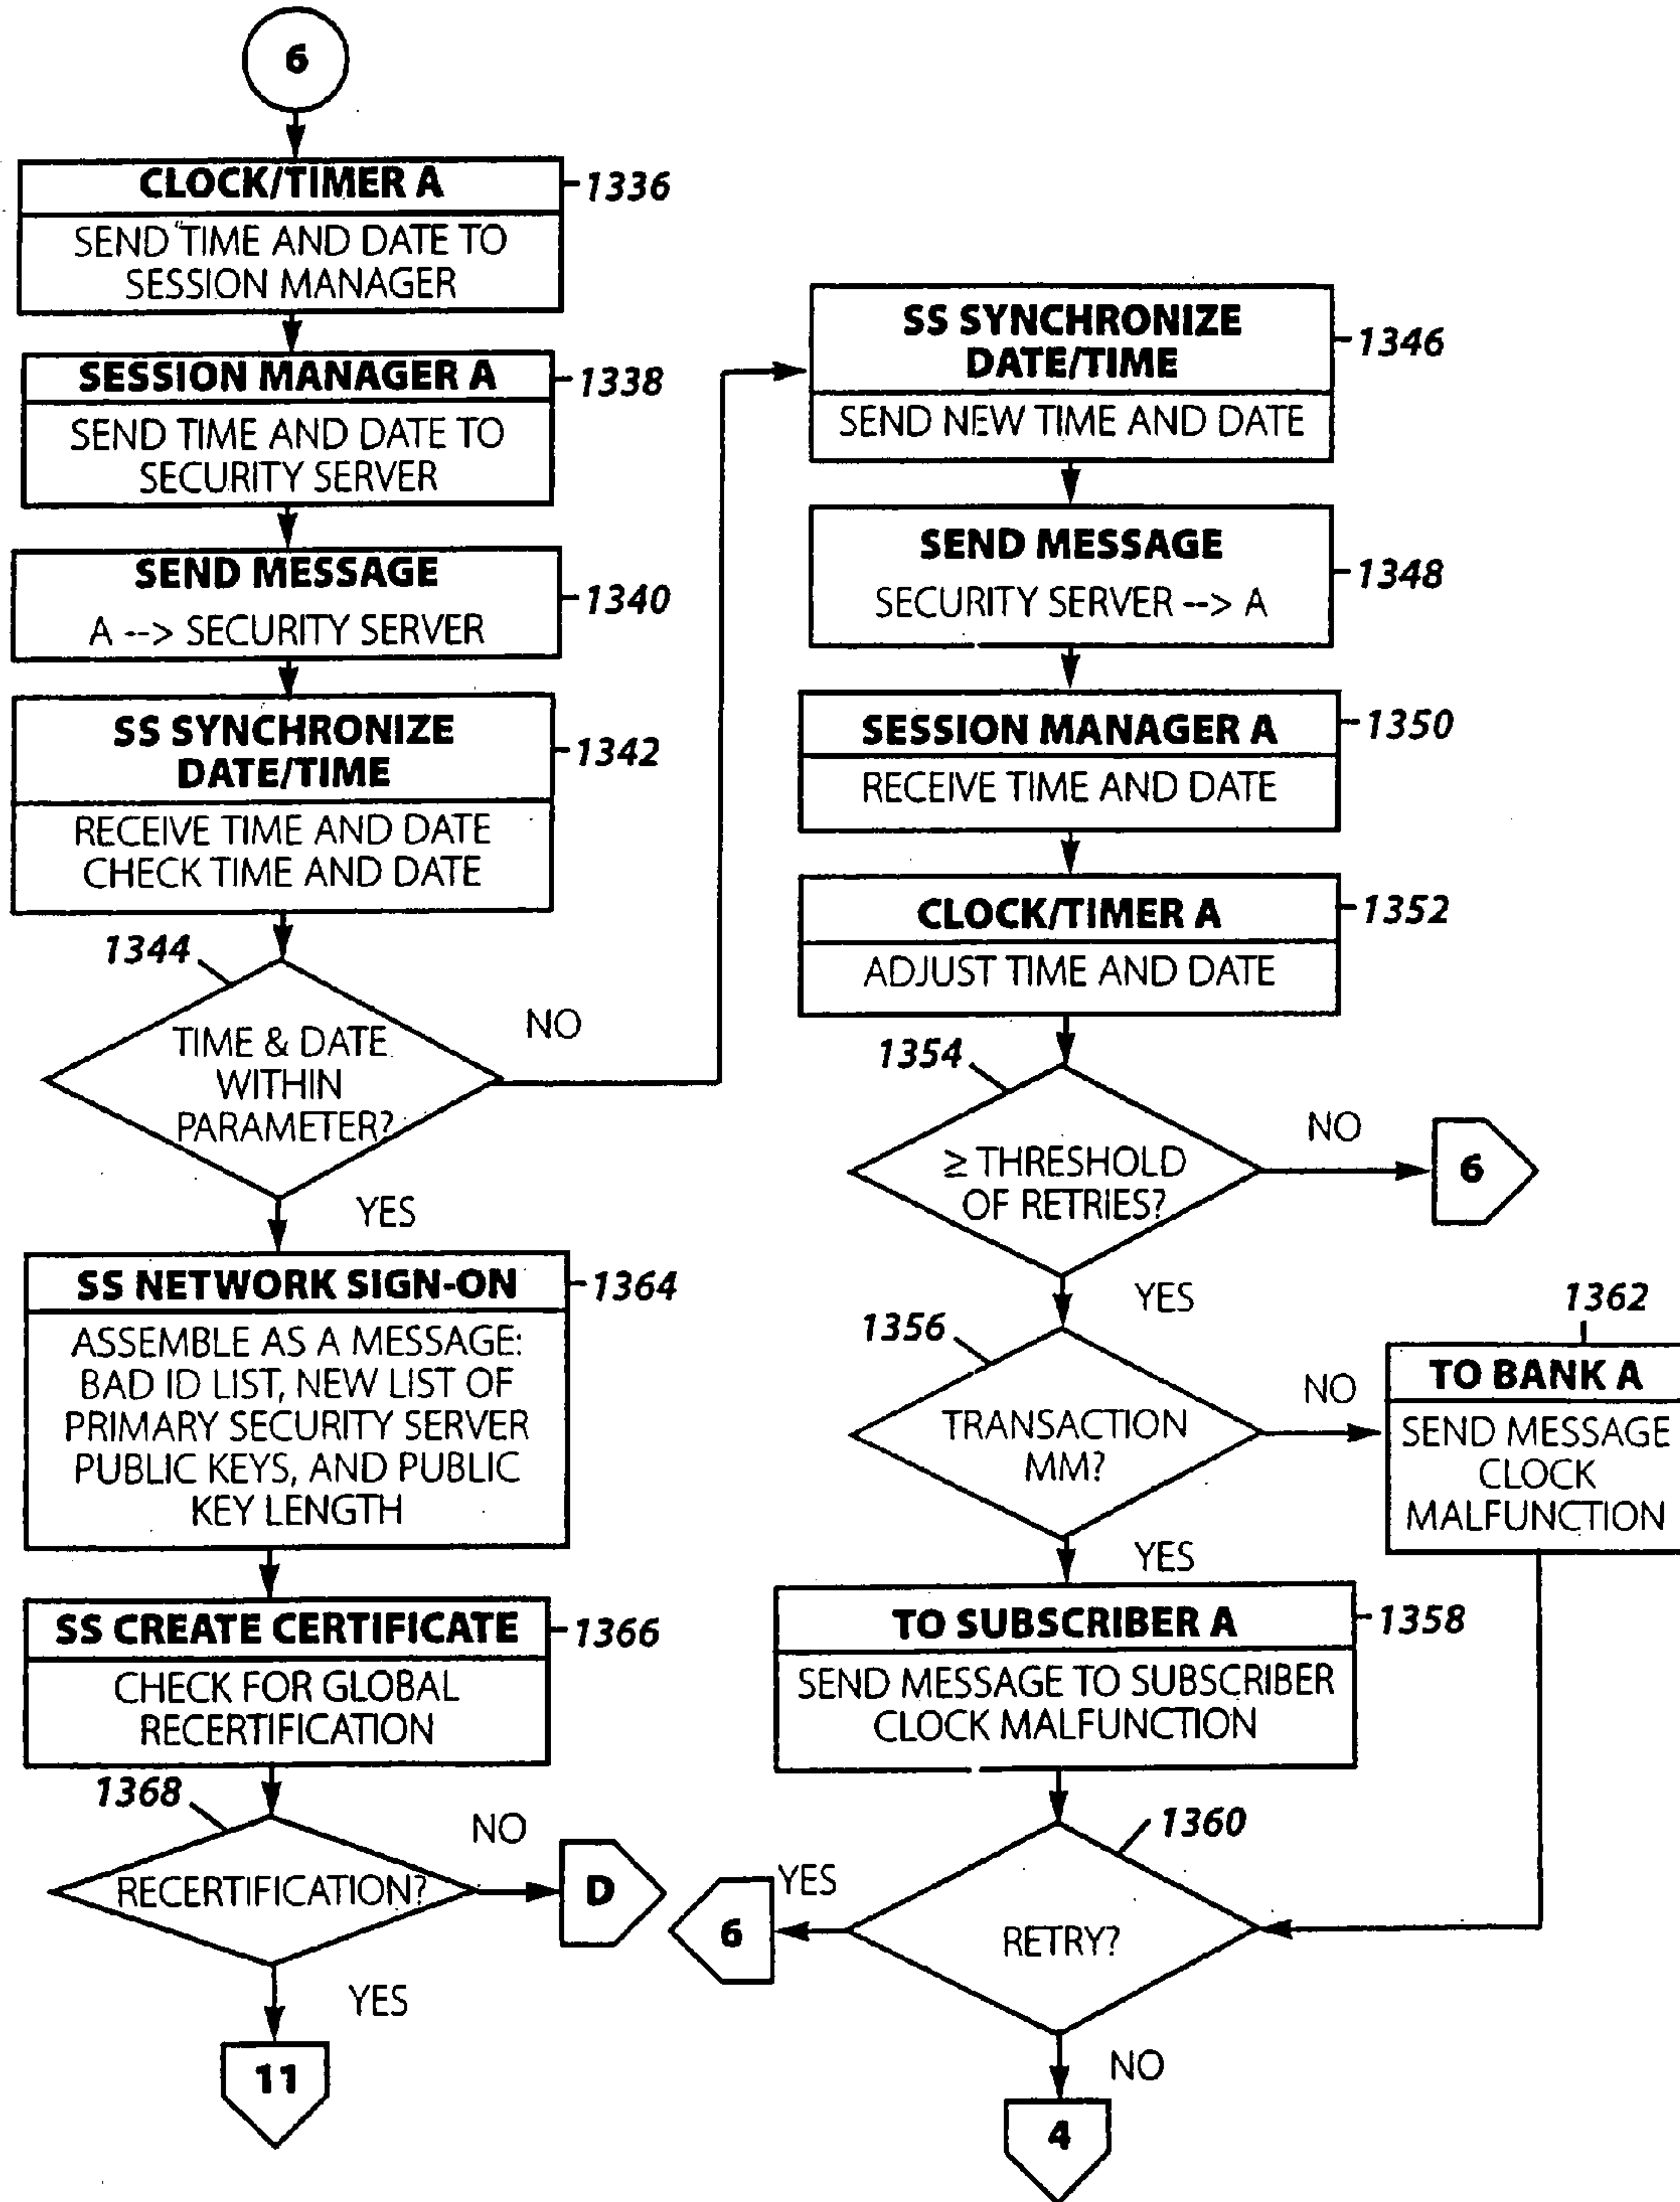 6
CLOCK/TIMER A
1336
SEND TIME AND DATE TO
SESSION MANAGER
SESSION MANAGER A
1338
SEND TIME AND DATE TO
SECURITY SERVER
SEND MESSAGE
1340
A --> SECURITY SERVER
SS SYNCHRONIZE
DATE/TIME
1342
RECEIVE TIME AND DATE
CHECK TIME AND DATE
1344
TIME & DATE
WITHIN
PARAMETER?
NO
YES
SS NETWORK SIGN-ON
1364
ASSEMBLE AS A MESSAGE:
BAD ID LIST, NEW LIST OF
PRIMARY SECURITY SERVER
PUBLIC KEYS, AND PUBLIC
KEY LENGTH
SS CREATE CERTIFICATE
1366
CHECK FOR GLOBAL
RECERTIFICATION
1368
RECERTIFICATION?
NO
D
YES
11
SS SYNCHRONIZE
DATE/TIME
1346
SEND NEW TIME AND DATE
SEND MESSAGE
1348
SECURITY SERVER --> A
SESSION MANAGER A
1350
RECEIVE TIME AND DATE
CLOCK/TIMER A
1352
ADJUST TIME AND DATE
1354
≥ THRESHOLD
OF RETRIES?
NO
6
YES
1356
TRANSACTION
MM?
NO
1362
TO BANK A
SEND MESSAGE
CLOCK
MALFUNCTION
YES
TO SUBSCRIBER A
1358
SEND MESSAGE TO SUBSCRIBER
CLOCK MALFUNCTION
1360
RETRY?
YES
6
NO
4